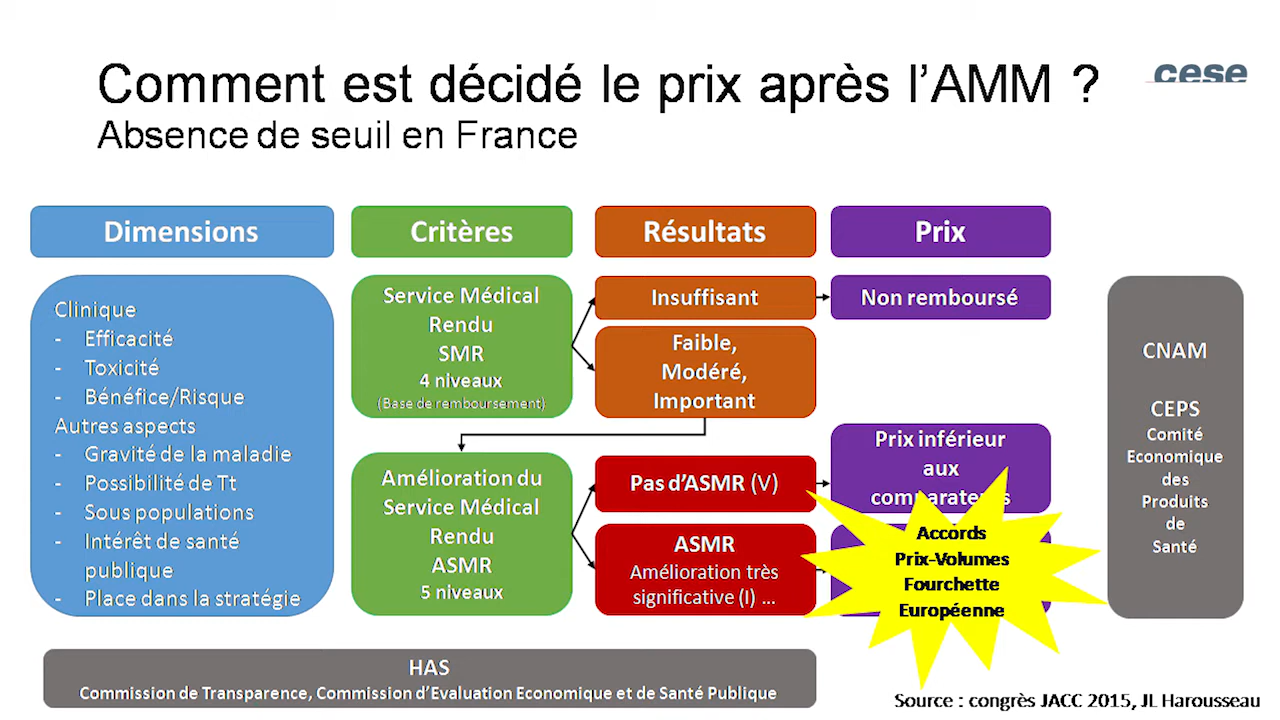 Comment est décidé le prix après l'AMM ?
cese
Absence de seuil en France
Dimensions
Critères
Résultats
Prix
Clinique
- Efficacité
- Toxicité
- Bénéfice/Risque
Autres aspects
- Gravité de la maladie
- Possibilité de Tt
- Sous populations
- Intérêt de santé
publique
- Place dans la stratégie
Service Médical
Rendu
SMR
4 niveaux
(Base de remboursement)
Insuffisant
Non remboursé
Faible,
Modéré,
Important
Amélioration du
Service Médical
Rendu
ASMR
5 niveaux
Pas d'ASMR (V)
Prix inférieur
aux
ASMR
Amélioration très
significative (I) ...
Accords
Prix-Volumes
Fourchette
Européenne
CNAM
CEPS
Comité
Economique
des
Produits
de
Santé
HAS
Commission de Transparence, Commission d'Evaluation Economique et de Santé Publique
Source : congrès JACC 2015, JL Harousseau